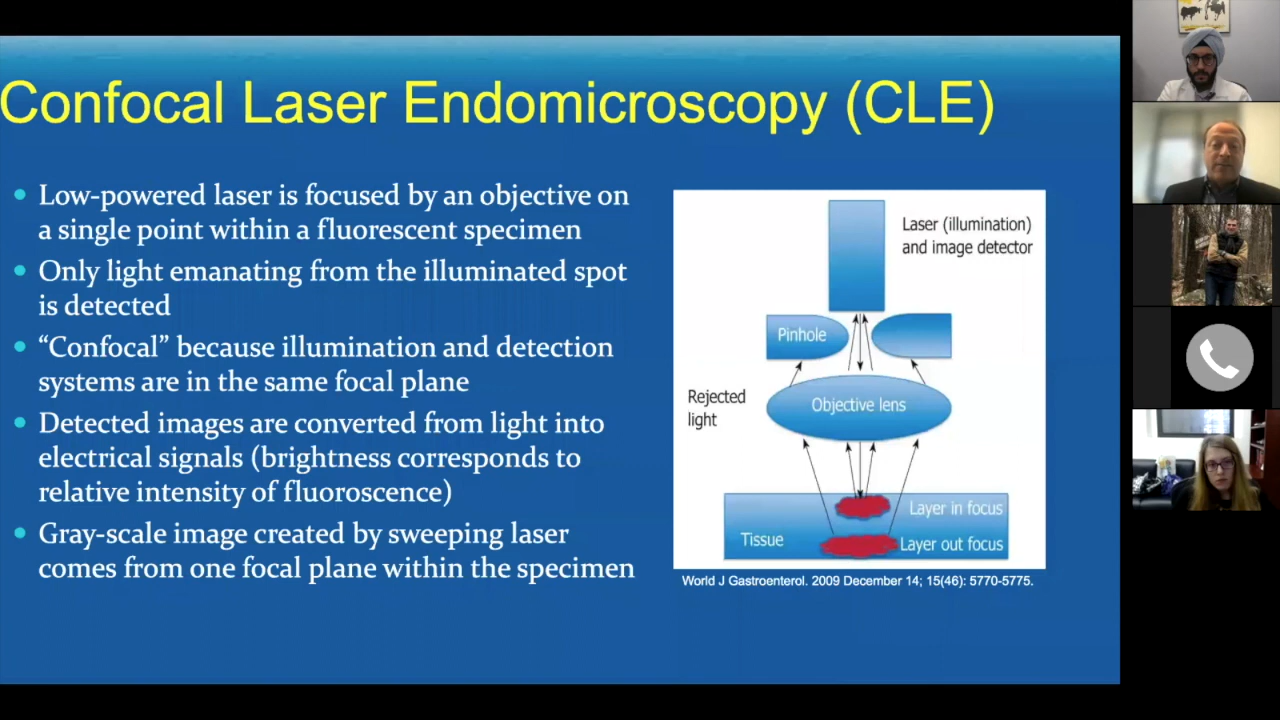 Confocal Laser Endomicroscopy (CLE)
• Low-powered laser is focused by an objective on
a single point within a fluorescent specimen
• Only light emanating from the illuminated spot
is detected
• “Confocal” because illumination and detection
systems are in the same focal plane
• Detected images are converted from light into
electrical signals (brightness corresponds to
relative intensity of fluoroscence)
• Gray-scale image created by sweeping laser
comes from one focal plane within the specimen
Laser (illumination)
and image detector
Pinhole
Rejected
light
Objective lens
Layer in focus
Tissue
Layer out focus
World J Gastroenterol. 2009 December 14; 15(46): 5770-5775.